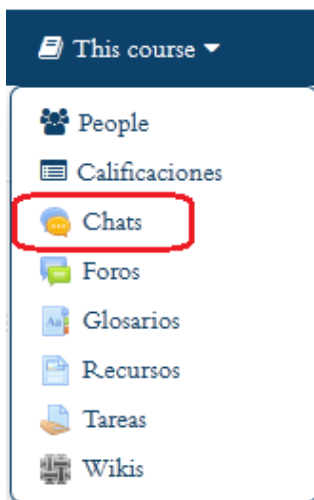 This course
People
Calificaciones
Chats
Foros
Glosarios
Recursos
Tareas
Wikis